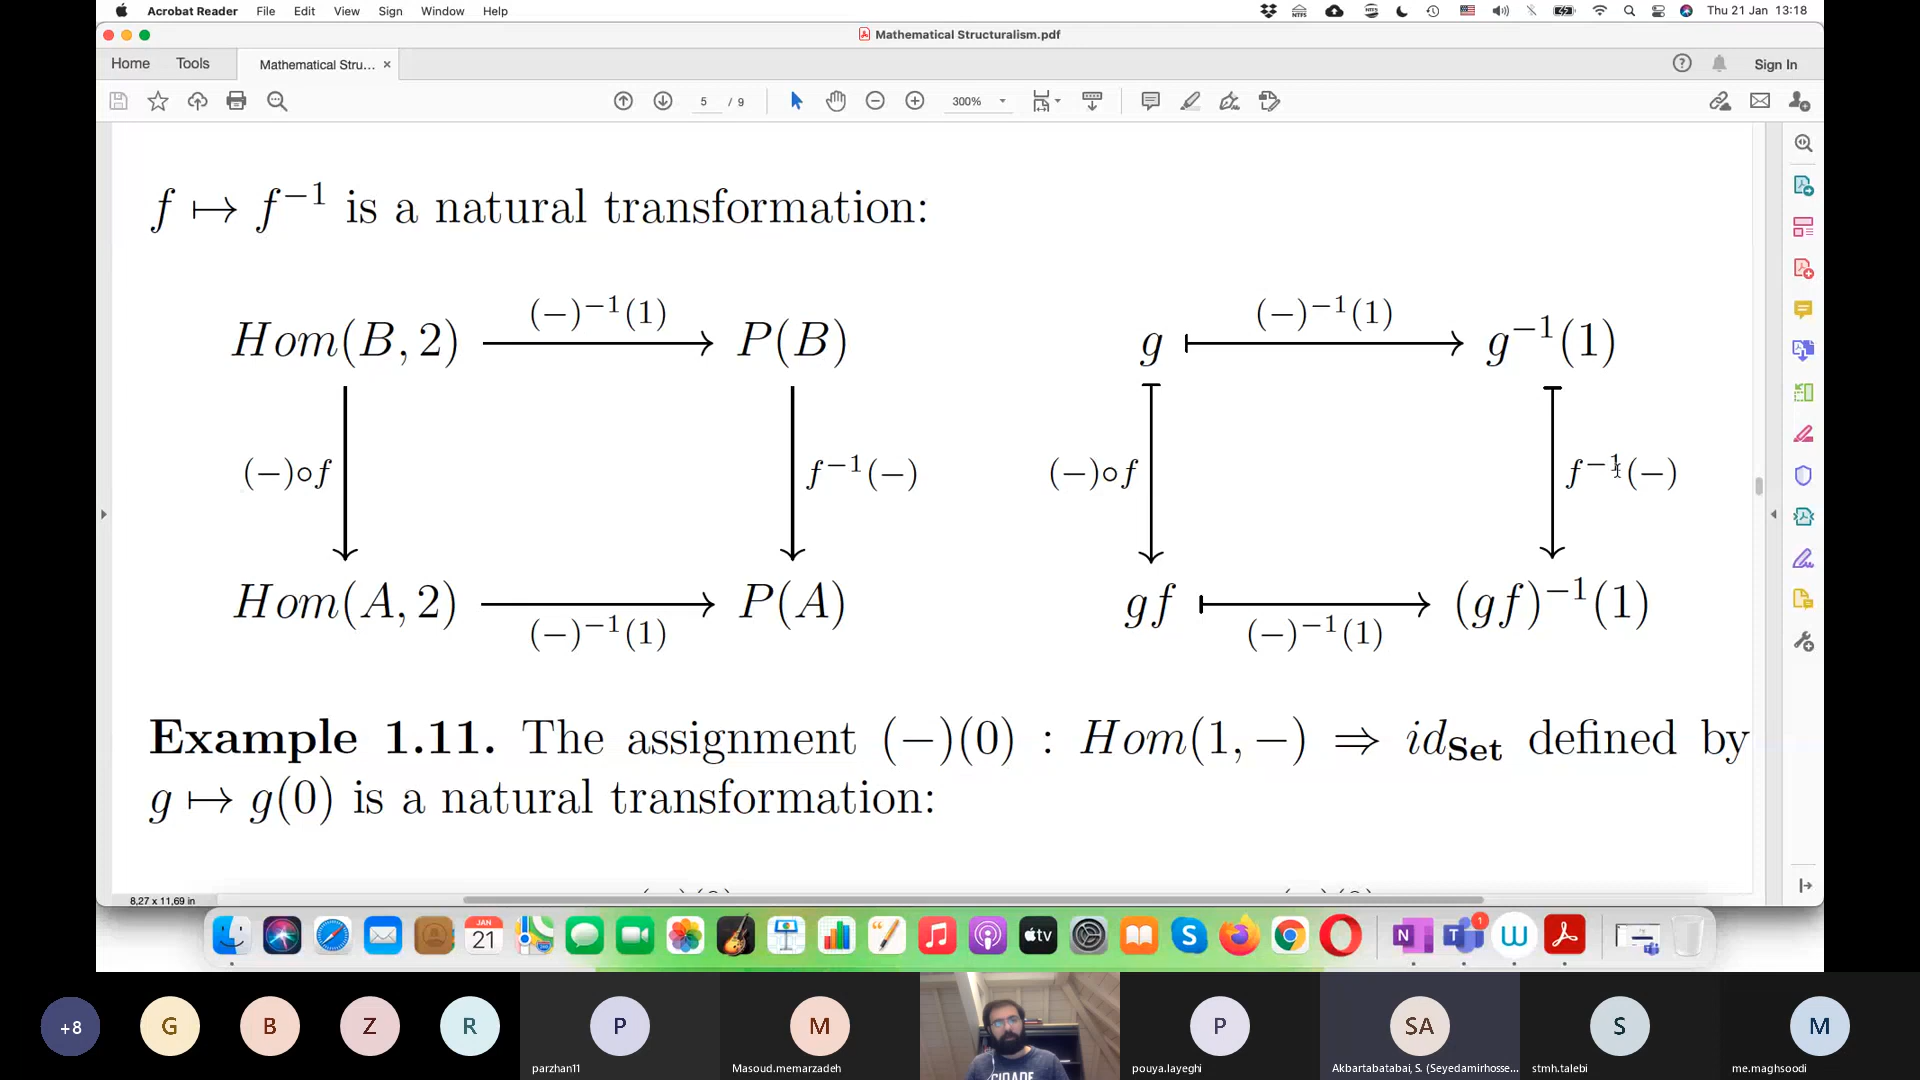 Acrobat Reader File Edit View Sign Window Help
Thu 21 Jan 13:18
Mathematical Structuralism.pdf
Home Tools Mathematical Stru... × Sign In
5 / 9 300%
f ↦ f⁻¹ is a natural transformation:
(−)⁻¹(1) (−)⁻¹(1)
Hom(B, 2) P(B) g g⁻¹(1)
(−)∘f f⁻¹(−) (−)∘f f⁻¹(−)
Hom(A, 2) P(A) gf (gf)⁻¹(1)
(−)⁻¹(1) (−)⁻¹(1)
Example 1.11. The assignment (−)(0) : Hom(1, −) ⇒ id_Set defined by
g ↦ g(0) is a natural transformation:
8,27 x 11,69 in
JAN
21
tv
1
+8 G B Z R P M P SA S M
parzhan11 Masoud.memarzadeh pouya.layeghi Akbartabatabai, S. (Seyedamirhosse... stmh.talebi me.maghsoodi